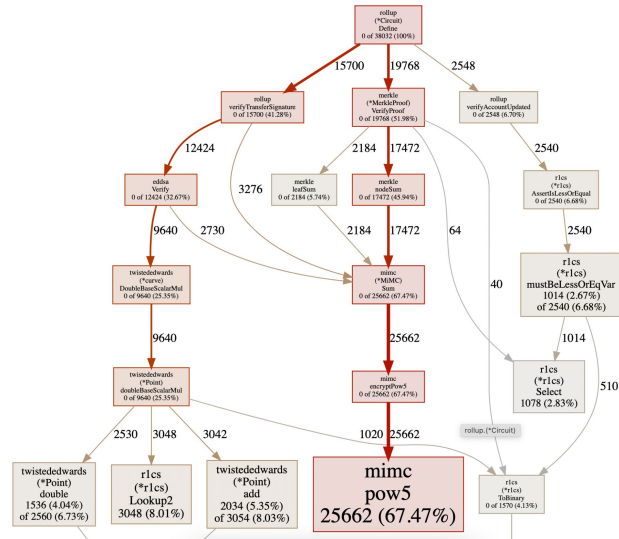 rollup
(*Circuit)
Define
0 of 38032 (100%)
15700
19768
2548
rollup
verifyTransferSignature
0 of 15700 (41.28%)
merkle
(*MerkleProof)
VerifyProof
0 of 19768 (51.98%)
rollup
verifyAccountUpdated
0 of 2548 (6.70%)
12424
3276
2184
17472
64
40
2540
eddsa
Verify
0 of 12424 (32.67%)
merkle
leafSum
0 of 2184 (5.74%)
merkle
nodeSum
0 of 17472 (45.94%)
r1cs
(*r1cs)
AssertIsLessOrEqual
0 of 2540 (6.68%)
9640
2730
2184
17472
2540
twistededwards
(*curve)
DoubleBaseScalarMul
0 of 9640 (25.35%)
mimc
(*MiMC)
Sum
0 of 25662 (67.47%)
r1cs
(*r1cs)
mustBeLessOrEqVar
1014 (2.67%)
of 2540 (6.68%)
9640
25662
1014
510
twistededwards
(*Point)
doubleBaseScalarMul
0 of 9640 (25.35%)
mimc
encryptPow5
0 of 25662 (67.47%)
r1cs
(*r1cs)
Select
1078 (2.83%)
rollup.(*Circuit)
2530
3048
3042
1020
25662
twistededwards
(*Point)
double
1536 (4.04%)
of 2560 (6.73%)
r1cs
(*r1cs)
Lookup2
3048 (8.01%)
twistededwards
(*Point)
add
2034 (5.35%)
of 3054 (8.03%)
mimc
pow5
25662 (67.47%)
r1cs
(*r1cs)
ToBinary
0 of 1570 (4.13%)